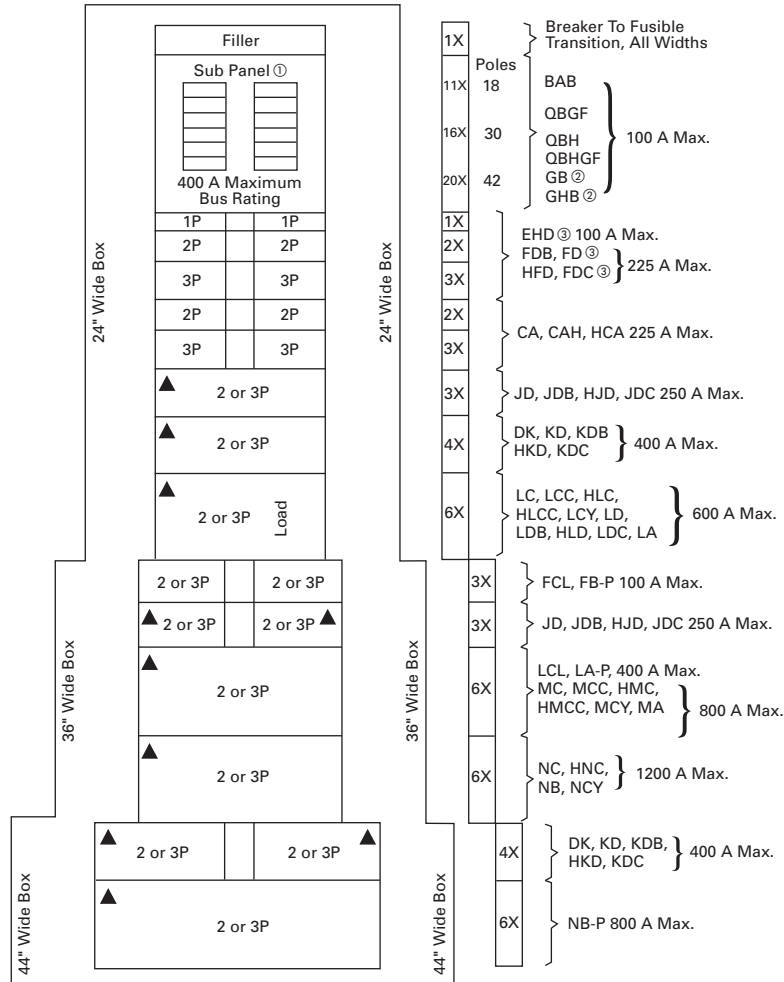 Filler
1X
Breaker To Fusible
Transition, All Widths
Sub Panel ①
Poles
11X 18
BAB
QBGF
16X 30
QBH
QBHGF
100 A Max.
20X 42
GB ②
GHB ②
400 A Maximum
Bus Rating
24" Wide Box
24" Wide Box
1P 1P
1X
2P 2P
2X
EHD ③ 100 A Max.
FDB, FD ③
HFD, FDC ③
225 A Max.
3P 3P
3X
2P 2P
2X
CA, CAH, HCA 225 A Max.
3P 3P
3X
2 or 3P
3X
JD, JDB, HJD, JDC 250 A Max.
2 or 3P
4X
DK, KD, KDB
HKD, KDC
400 A Max.
2 or 3P
Load
6X
LC, LCC, HLC,
HLCC, LCY, LD,
LDB, HLD, LDC, LA
600 A Max.
36" Wide Box
36" Wide Box
2 or 3P 2 or 3P
3X
FCL, FB-P 100 A Max.
2 or 3P 2 or 3P
3X
JD, JDB, HJD, JDC 250 A Max.
2 or 3P
6X
LCL, LA-P, 400 A Max.
MC, MCC, HMC,
HMCC, MCY, MA
800 A Max.
2 or 3P
6X
NC, HNC,
NB, NCY
1200 A Max.
44" Wide Box
44" Wide Box
2 or 3P 2 or 3P
4X
DK, KD, KDB,
HKD, KDC
400 A Max.
2 or 3P
6X
NB-P 800 A Max.